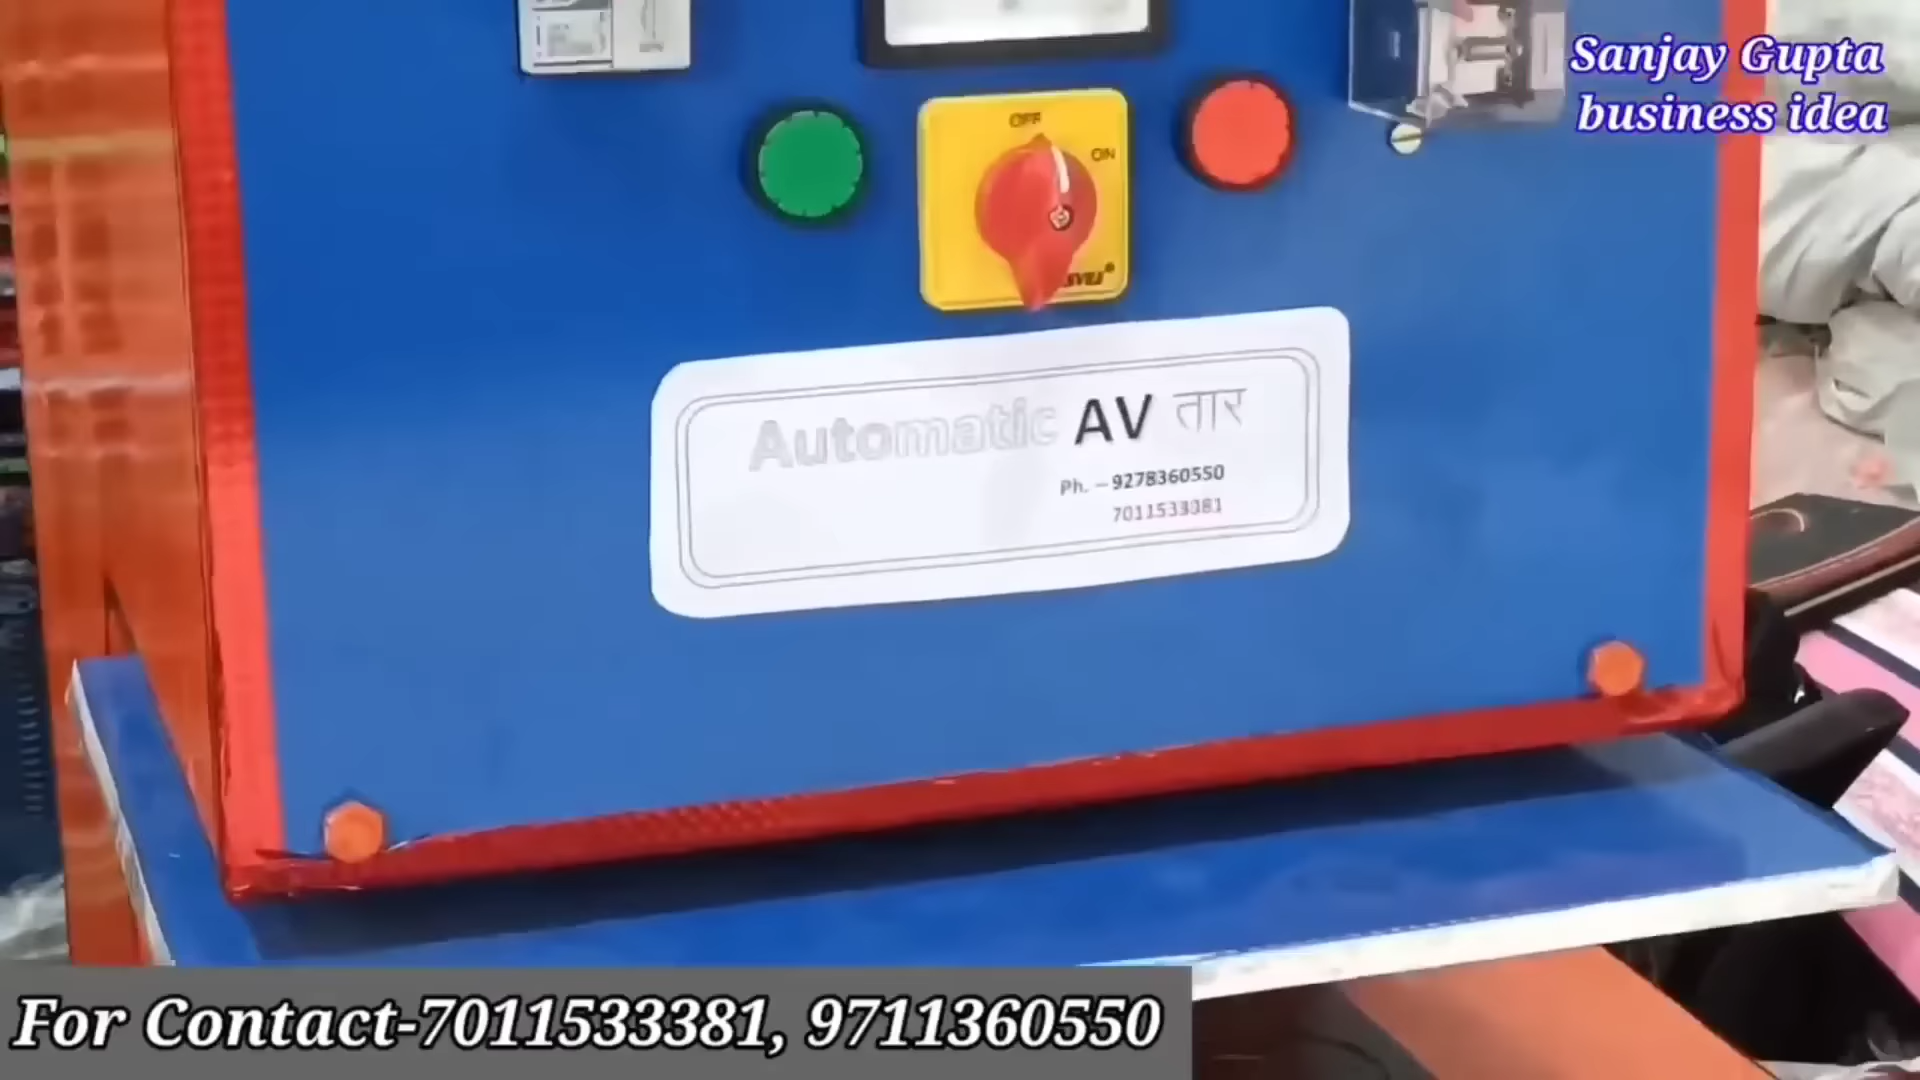 Sanjay Gupta
business idea
OFF
ON
Automatic AV तार
Ph. – 9278360550
7011533381
For Contact-7011533381, 9711360550